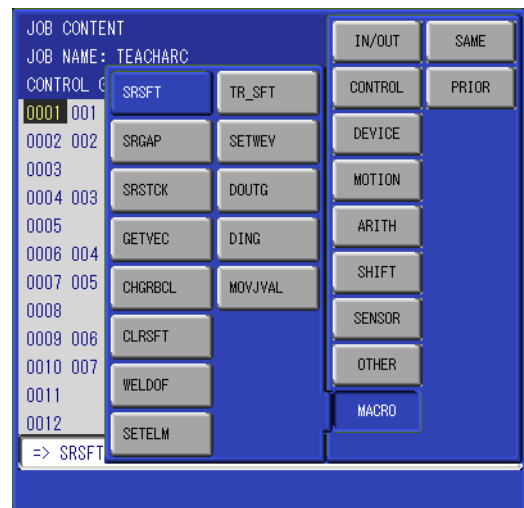 JOB CONTENT
JOB NAME: TEACHARC
CONTROL G
0001 001
0002 002
0003
0004 003
0005
0006 004
0007 005
0008
0009 006
0010 007
0011
0012
=> SRSFT
SRSFT TR_SFT
SRGAP SETWEV
SRSTCK DOUTG
GETVEC DING
CHGRBCL MOVJVAL
CLRSFT
WELDOF
SETELM
IN/OUT SAME
CONTROL PRIOR
DEVICE
MOTION
ARITH
SHIFT
SENSOR
OTHER
MACRO